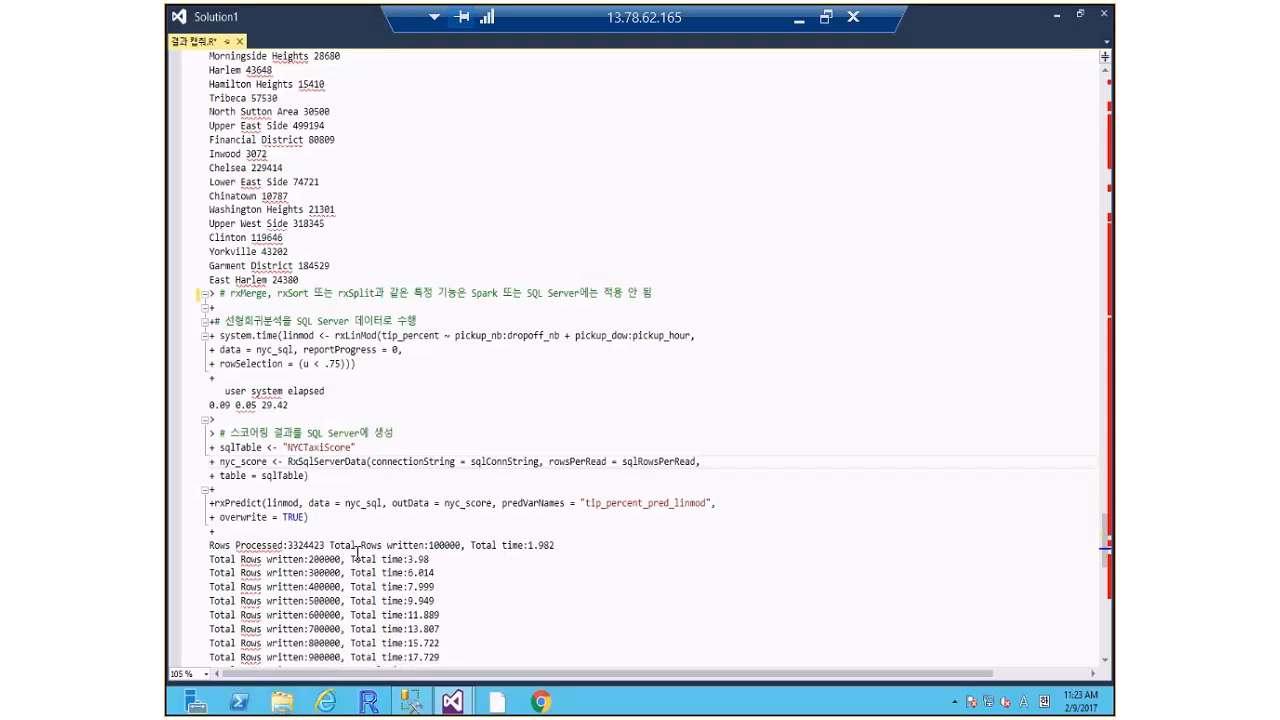 Solution1
13.78.62.165
결과 캡춰.R*
Morningside Heights 28680
Harlem 43648
Hamilton Heights 15410
Tribeca 57530
North Sutton Area 30500
Upper East Side 499194
Financial District 80809
Inwood 3072
Chelsea 229414
Lower East Side 74721
Chinatown 10787
Washington Heights 21301
Upper West Side 318345
Clinton 119646
Yorkville 43202
Garment District 184529
East Harlem 24380
> # rxMerge, rxSort 또는 rxSplit과 같은 특정 기능은 Spark 또는 SQL Server에는 적용 안 됨
+
+# 선형회귀분석을 SQL Server 데이터로 수행
+ system.time(linmod <- rxLinMod(tip_percent ~ pickup_nb:dropoff_nb + pickup_dow:pickup_hour,
+ data = nyc_sql, reportProgress = 0,
+ rowSelection = (u < .75)))
+
user system elapsed
0.09 0.05 29.42
>
> # 스코어링 결과를 SQL Server에 생성
+ sqlTable <- "NYCTaxiScore"
+ nyc_score <- RxSqlServerData(connectionString = sqlConnString, rowsPerRead = sqlRowsPerRead,
+ table = sqlTable)
+
+rxPredict(linmod, data = nyc_sql, outData = nyc_score, predVarNames = "tip_percent_pred_linmod",
+ overwrite = TRUE)
+
Rows Processed:3324423 Total Rows written:100000, Total time:1.982
Total Rows written:200000, Total time:3.98
Total Rows written:300000, Total time:6.014
Total Rows written:400000, Total time:7.999
Total Rows written:500000, Total time:9.949
Total Rows written:600000, Total time:11.889
Total Rows written:700000, Total time:13.807
Total Rows written:800000, Total time:15.722
Total Rows written:900000, Total time:17.729
105 %
A 한 11:23 AM
2/9/2017